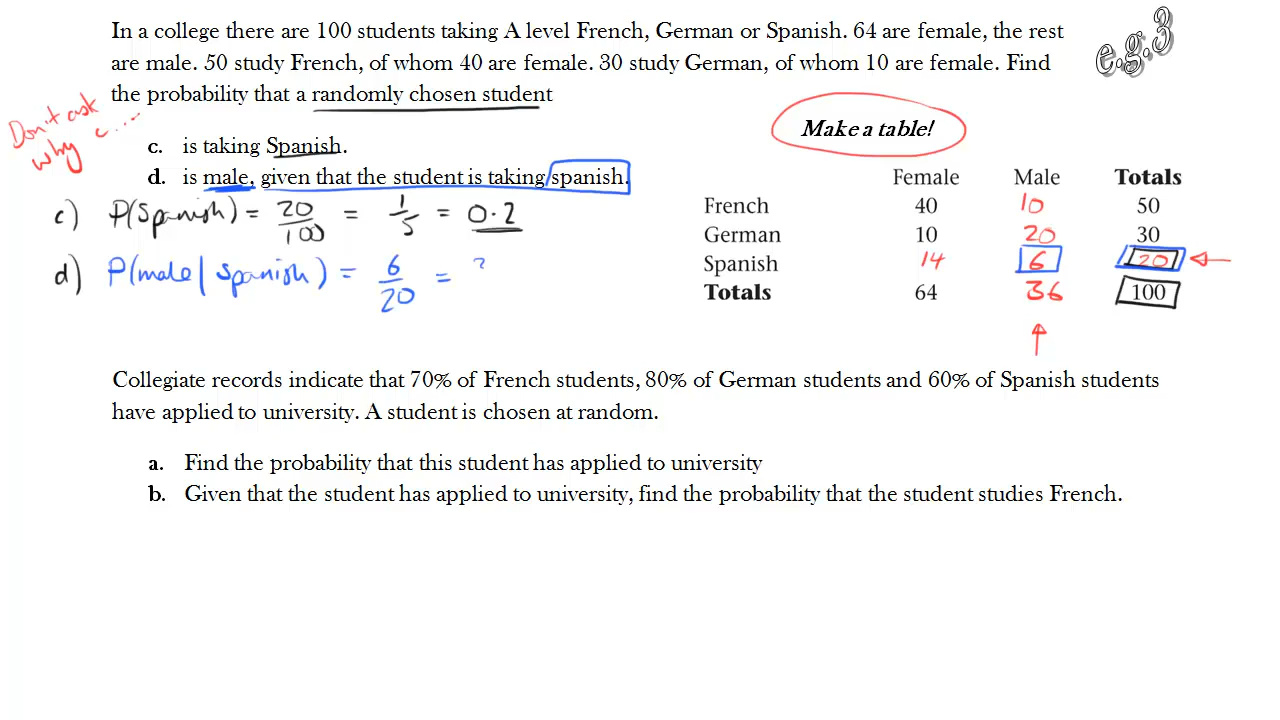 In a college there are 100 students taking A level French, German or Spanish. 64 are female, the rest
are male. 50 study French, of whom 40 are female. 30 study German, of whom 10 are female. Find
the probability that a randomly chosen student
e.g.3
Don't ask
why c....
c. is taking Spanish.
d. is male, given that the student is taking spanish.
Make a table!
Female Male Totals
French 40 10 50
German 10 20 30
Spanish 14 6 20
Totals 64 36 100
c) P(Spanish) = 20/100 = 1/5 = 0.2
d) P(male | Spanish) = 6/20 =
Collegiate records indicate that 70% of French students, 80% of German students and 60% of Spanish students
have applied to university. A student is chosen at random.
a. Find the probability that this student has applied to university
b. Given that the student has applied to university, find the probability that the student studies French.